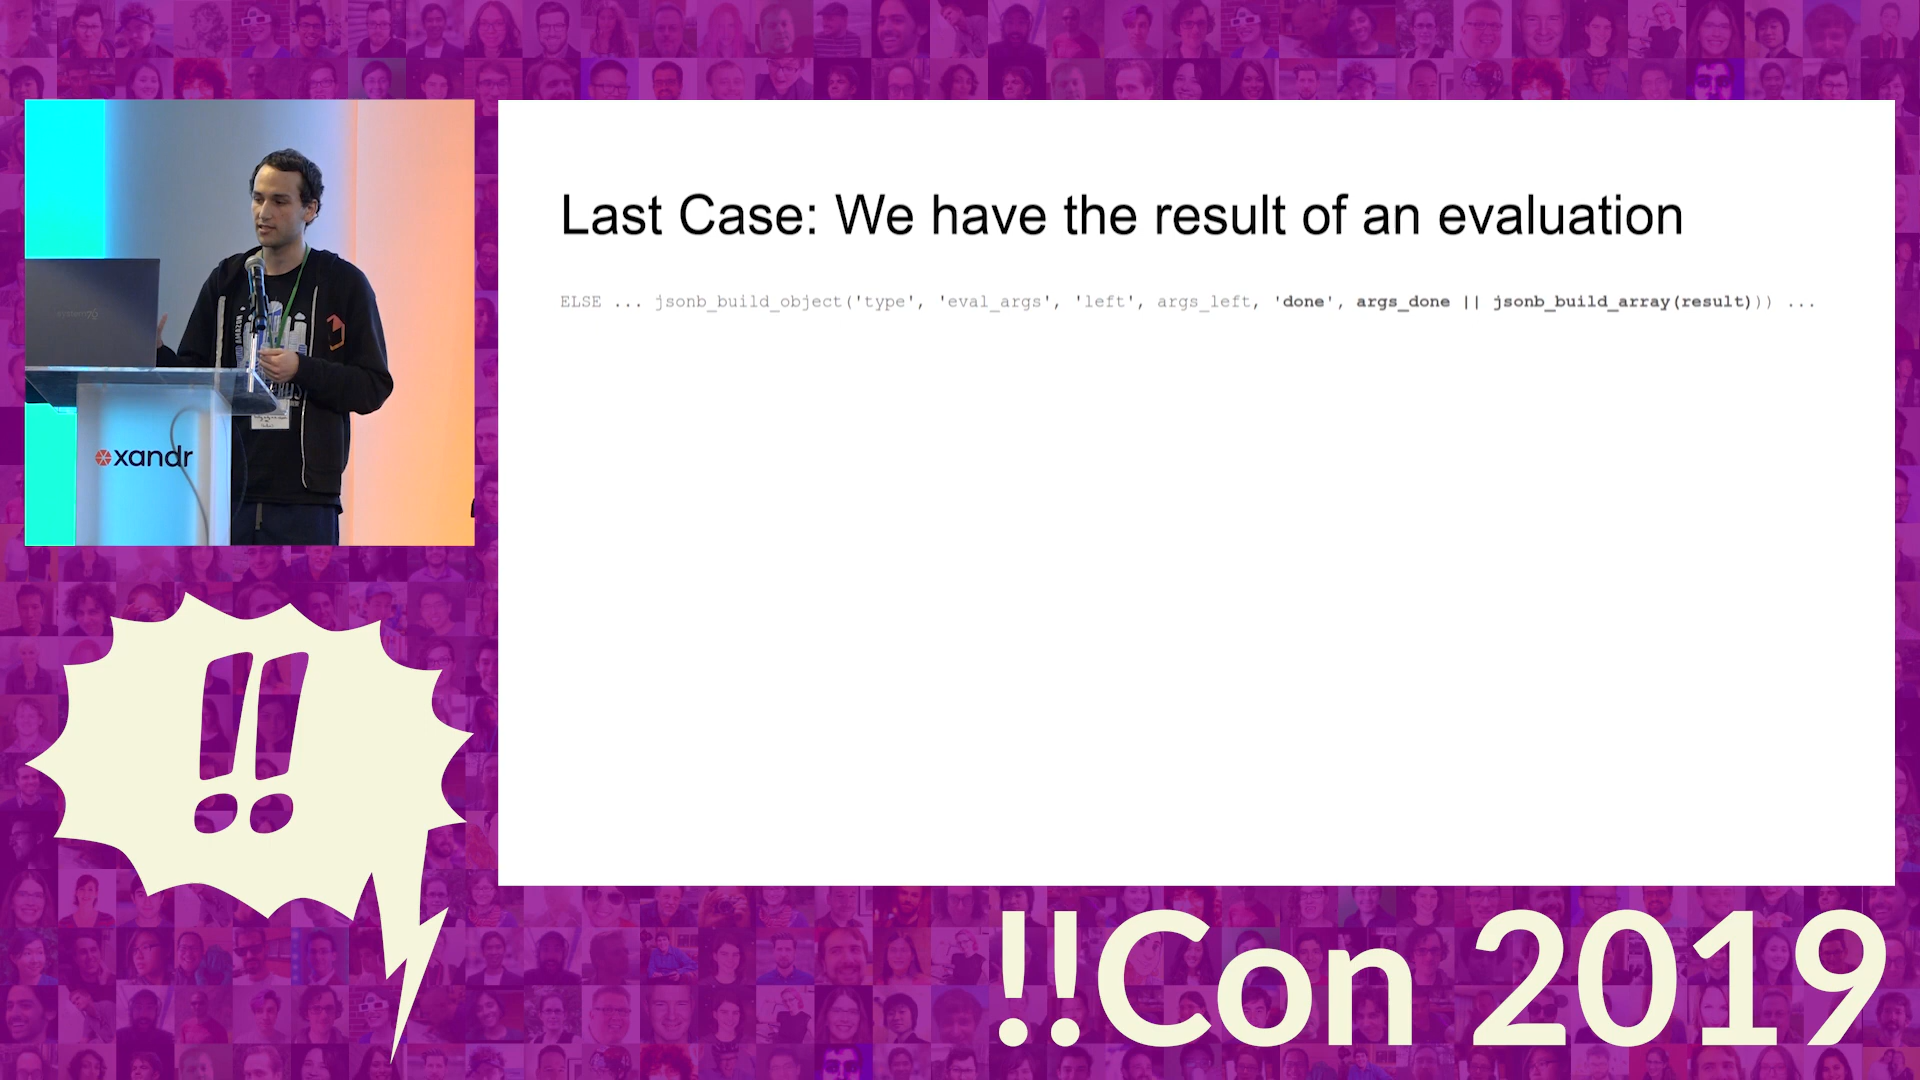 Last Case: We have the result of an evaluation
ELSE ... jsonb_build_object('type', 'eval_args', 'left', args_left, 'done', args_done || jsonb_build_array(result))) ...
xandr
!!
!!Con 2019